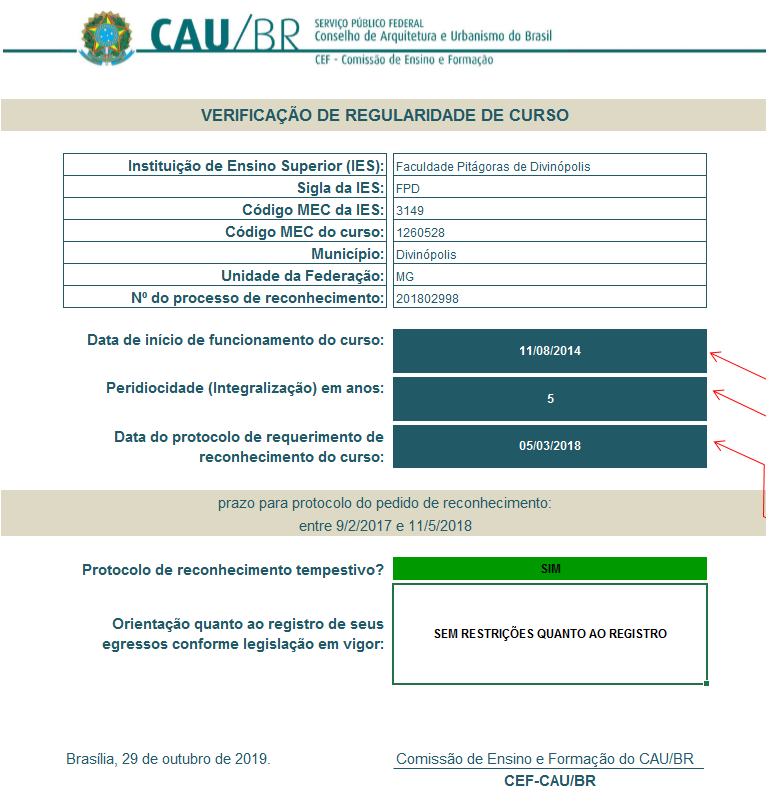 CAU/BR
SERVIÇO PÚBLICO FEDERAL
Conselho de Arquitetura e Urbanismo do Brasil
CEF - Comissão de Ensino e Formação
VERIFICAÇÃO DE REGULARIDADE DE CURSO
Instituição de Ensino Superior (IES): Faculdade Pitágoras de Divinópolis
Sigla da IES: FPD
Código MEC da IES: 3149
Código MEC do curso: 1260528
Município: Divinópolis
Unidade da Federação: MG
Nº do processo de reconhecimento: 201802998
Data de início de funcionamento do curso: 11/08/2014
Peridiocidade (Integralização) em anos: 5
Data do protocolo de requerimento de
reconhecimento do curso: 05/03/2018
prazo para protocolo do pedido de reconhecimento:
entre 9/2/2017 e 11/5/2018
Protocolo de reconhecimento tempestivo? SIM
Orientação quanto ao registro de seus
egressos conforme legislação em vigor: SEM RESTRIÇÕES QUANTO AO REGISTRO
Brasília, 29 de outubro de 2019. Comissão de Ensino e Formação do CAU/BR
CEF-CAU/BR